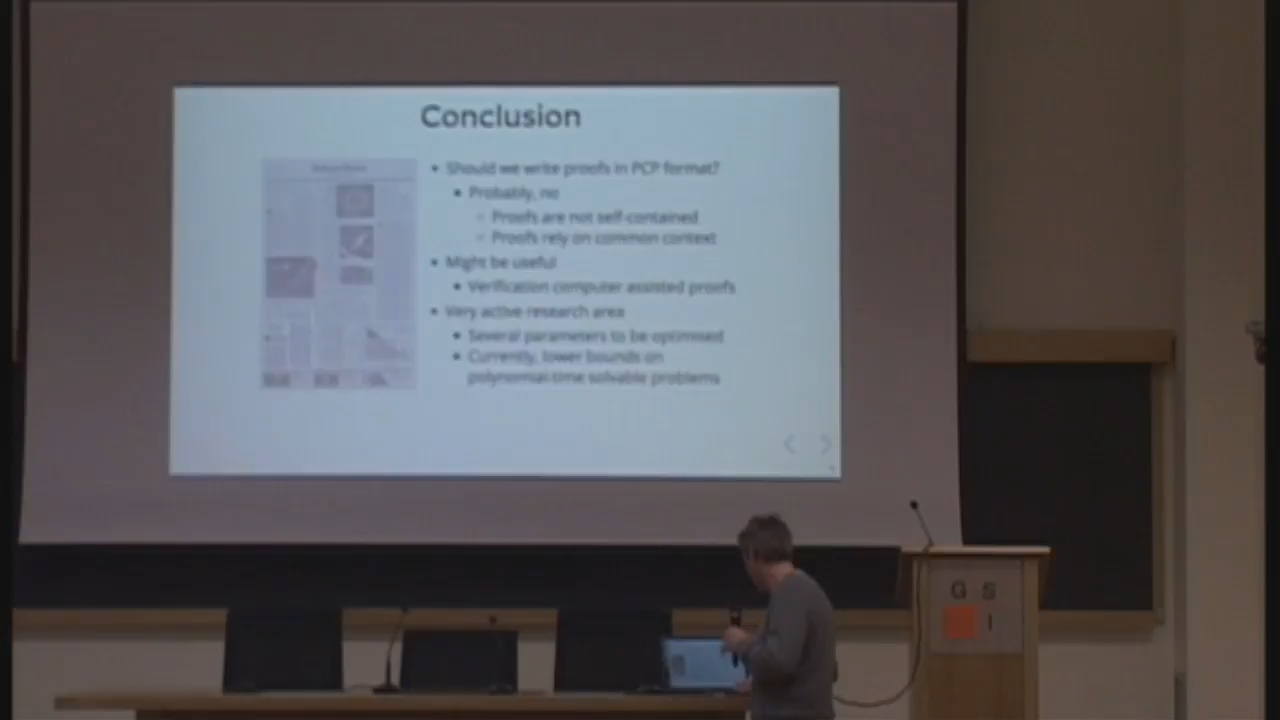 Conclusion
Should we write proofs in PCP format?
Probably, no
Proofs are not self-contained
Proofs rely on common context
Might be useful
Verification computer assisted proofs
Very active research area
Several parameters to be optimised
Currently, lower bounds on
polynomial-time solvable problems
G S
I